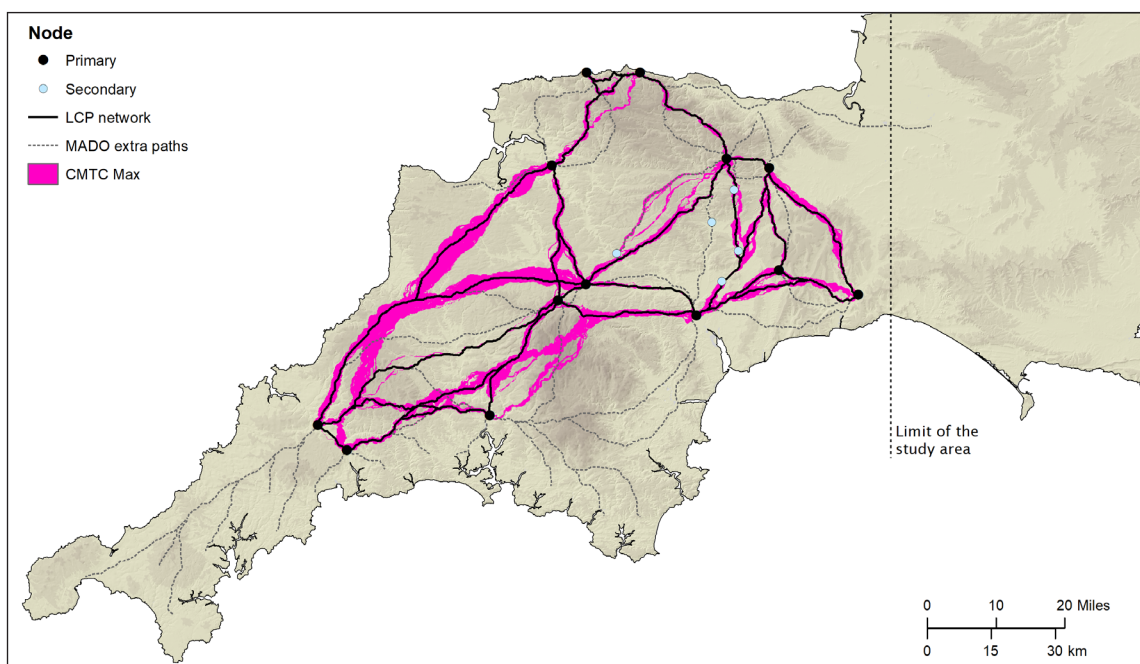 Node
Primary
Secondary
LCP network
MADO extra paths
CMTC Max
Limit of the
study area
0 10 20 Miles
0 15 30 km